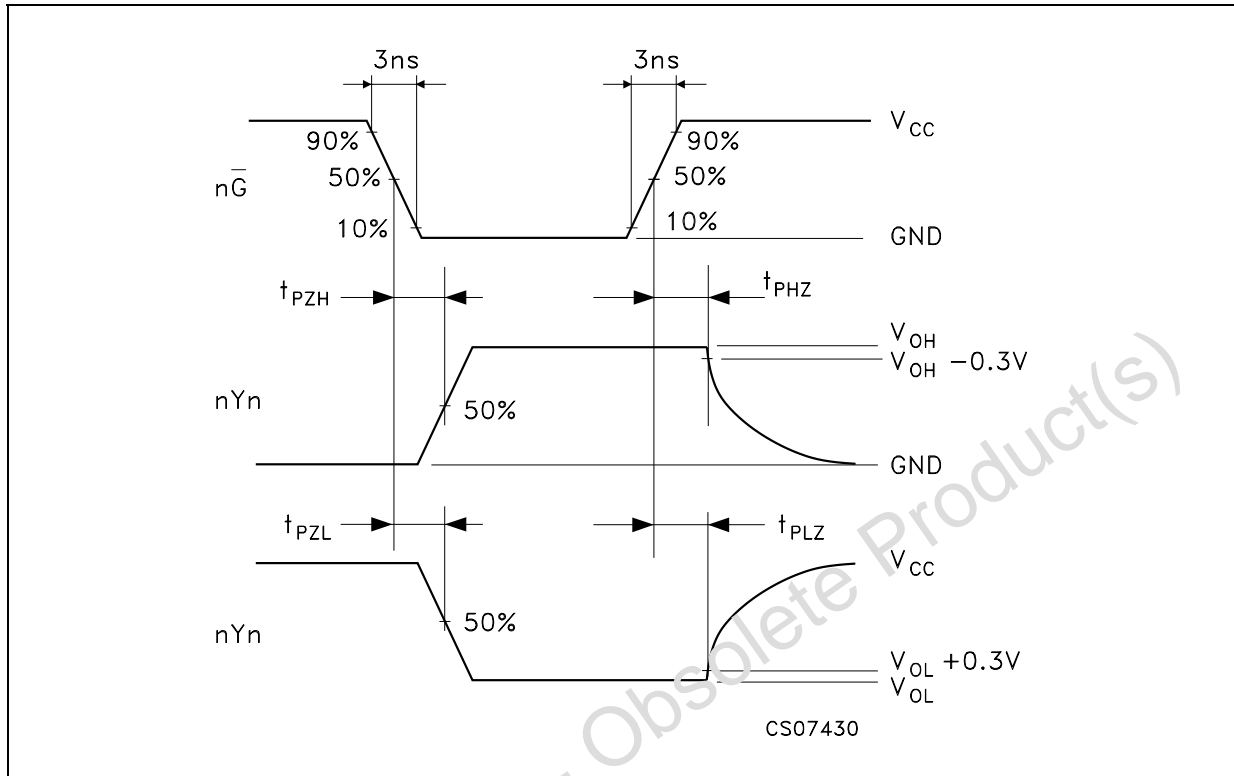 3ns 3ns
90% 90% V_CC
nG̅ 50% 50%
10% 10% GND
t_PZH t_PHZ
V_OH
V_OH −0.3V
nYn 50%
GND
t_PZL t_PLZ
V_CC
nYn 50%
V_OL +0.3V
V_OL
CS07430
Obsolete Product(s)